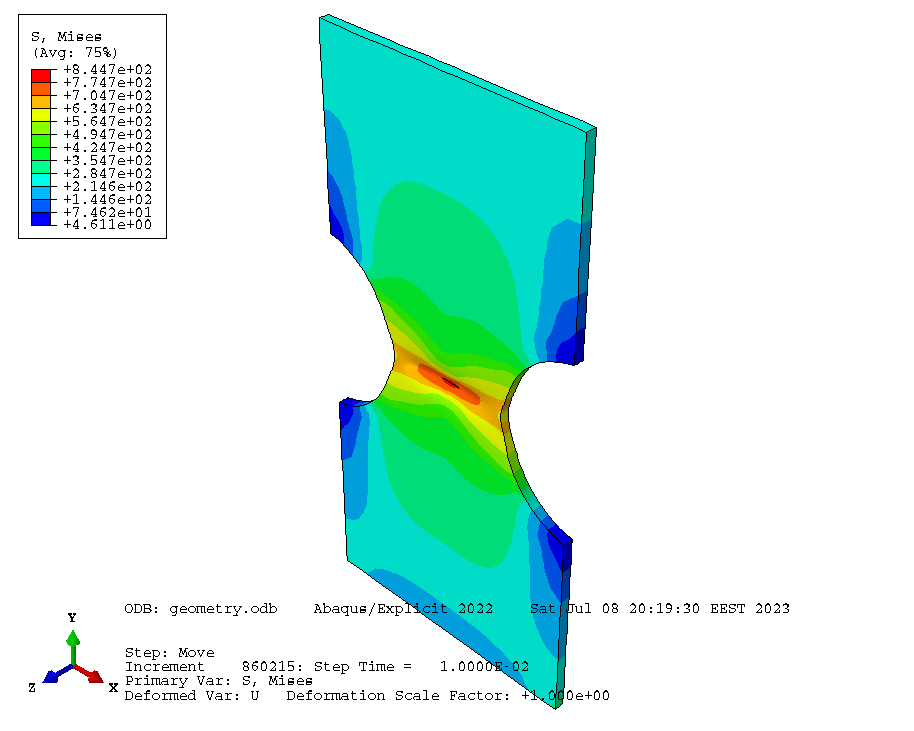 S, Mises
(Avg: 75%)
+8.447e+02
+7.747e+02
+7.047e+02
+6.347e+02
+5.647e+02
+4.947e+02
+4.247e+02
+3.547e+02
+2.847e+02
+2.146e+02
+1.446e+02
+7.462e+01
+4.611e+00
ODB: geometry.odb    Abaqus/Explicit 2022    Sat Jul 08 20:19:30 EEST 2023
Y
Z
X
Step: Move
Increment    860215: Step Time =    1.0000E-02
Primary Var: S, Mises
Deformed Var: U   Deformation Scale Factor: +1.000e+00